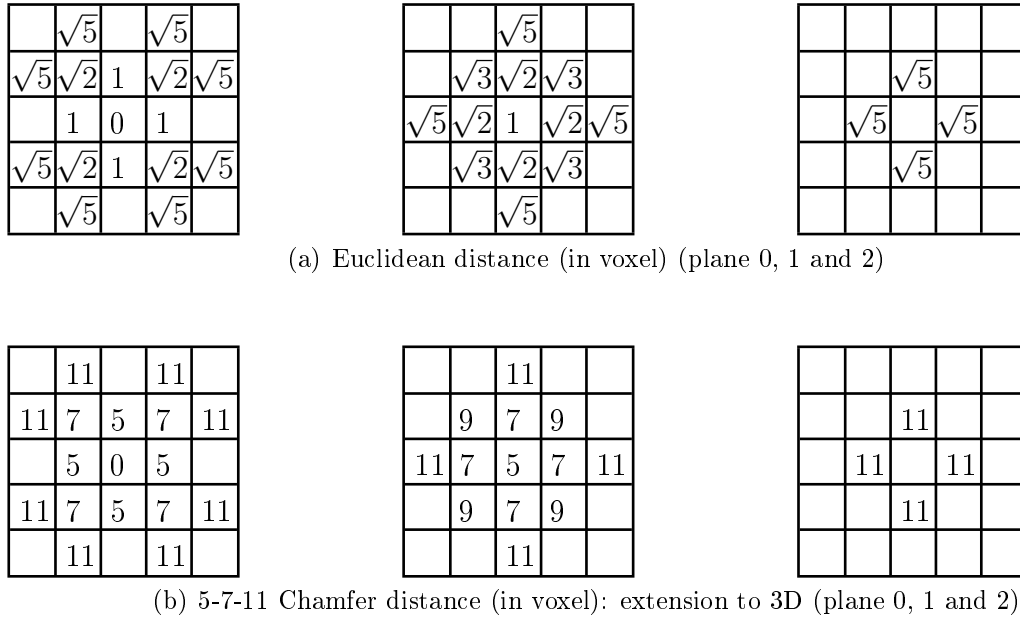 √5 √5 √5
√5 √2 1 √2 √5 √3 √2 √3 √5
1 0 1 √5 √2 1 √2 √5 √5 √5
√5 √2 1 √2 √5 √3 √2 √3 √5
√5 √5 √5
(a) Euclidean distance (in voxel) (plane 0, 1 and 2)
11 11 11
11 7 5 7 11 9 7 9 11
5 0 5 11 7 5 7 11 11 11
11 7 5 7 11 9 7 9 11
11 11 11
(b) 5-7-11 Chamfer distance (in voxel): extension to 3D (plane 0, 1 and 2)